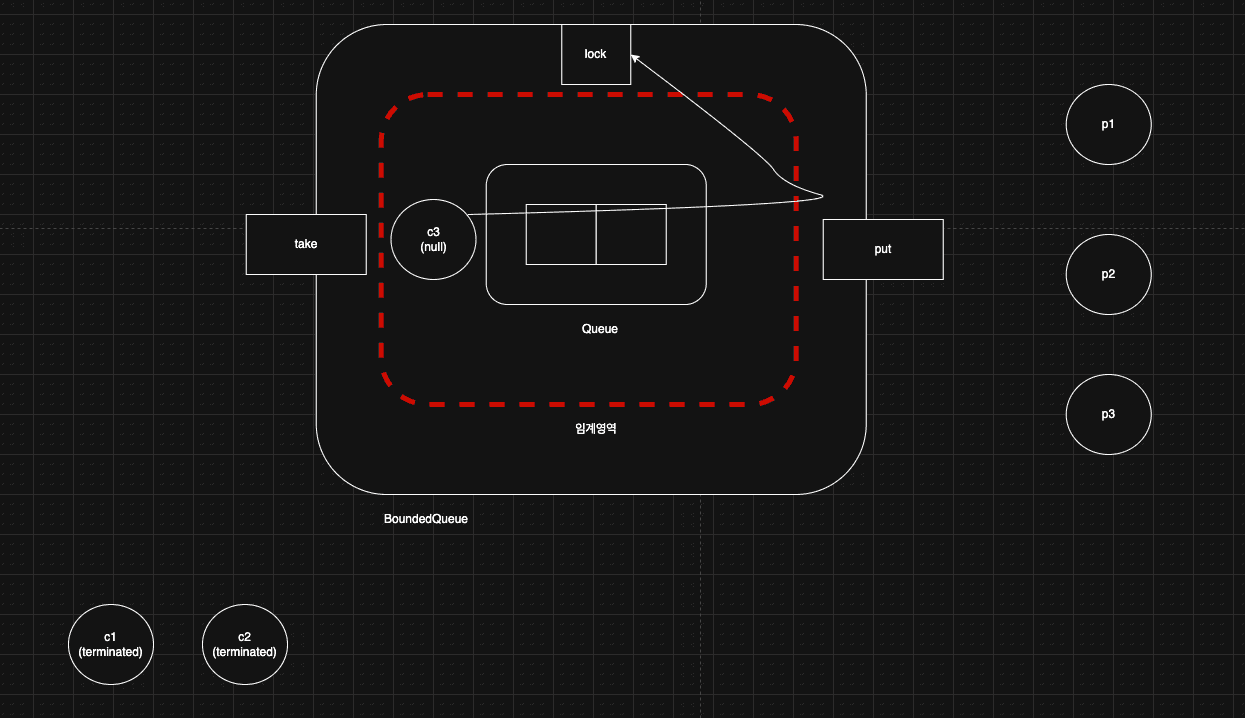 lock
p1
take
c3
(null)
put
p2
Queue
p3
임계영역
BoundedQueue
c1
(terminated)
c2
(terminated)